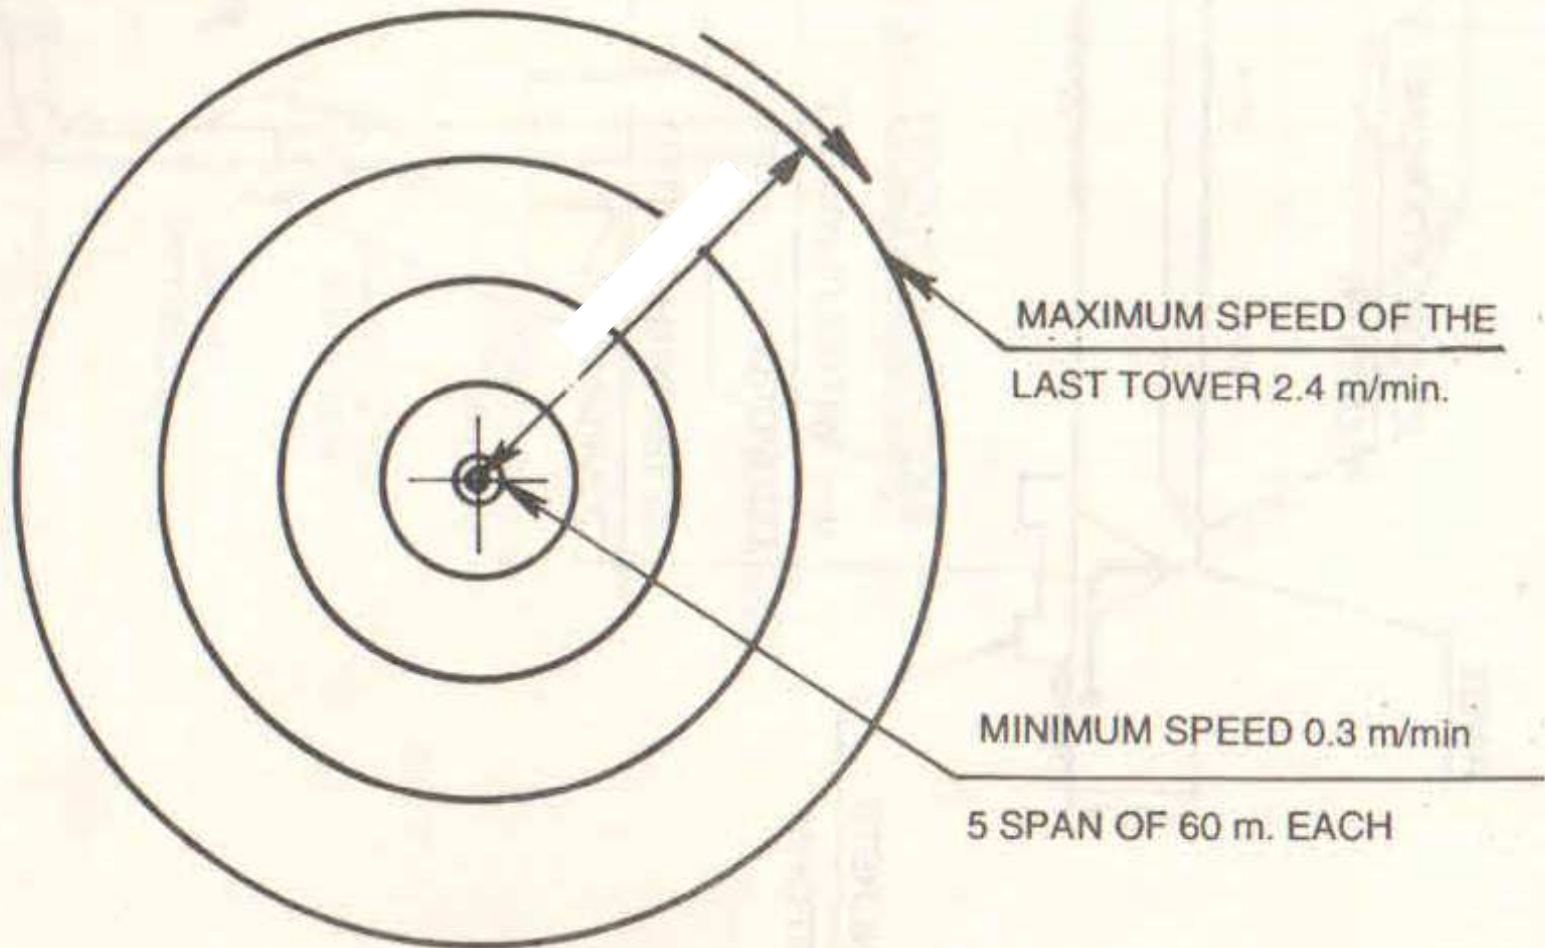 MAXIMUM SPEED OF THE
LAST TOWER 2.4 m/min.
MINIMUM SPEED 0.3 m/min
5 SPAN OF 60 m. EACH